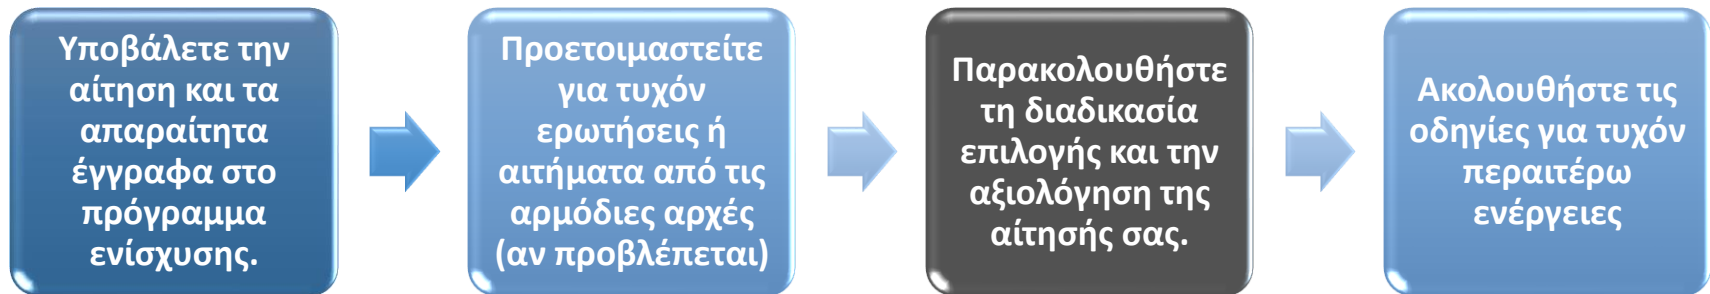 Υποβάλετε την
αίτηση και τα
απαραίτητα
έγγραφα στο
πρόγραμμα
ενίσχυσης.
Προετοιμαστείτε
για τυχόν
ερωτήσεις ή
αιτήματα από τις
αρμόδιες αρχές
(αν προβλέπεται)
Παρακολουθήστε
τη διαδικασία
επιλογής και την
αξιολόγηση της
αίτησής σας.
Ακολουθήστε τις
οδηγίες για τυχόν
περαιτέρω
ενέργειες